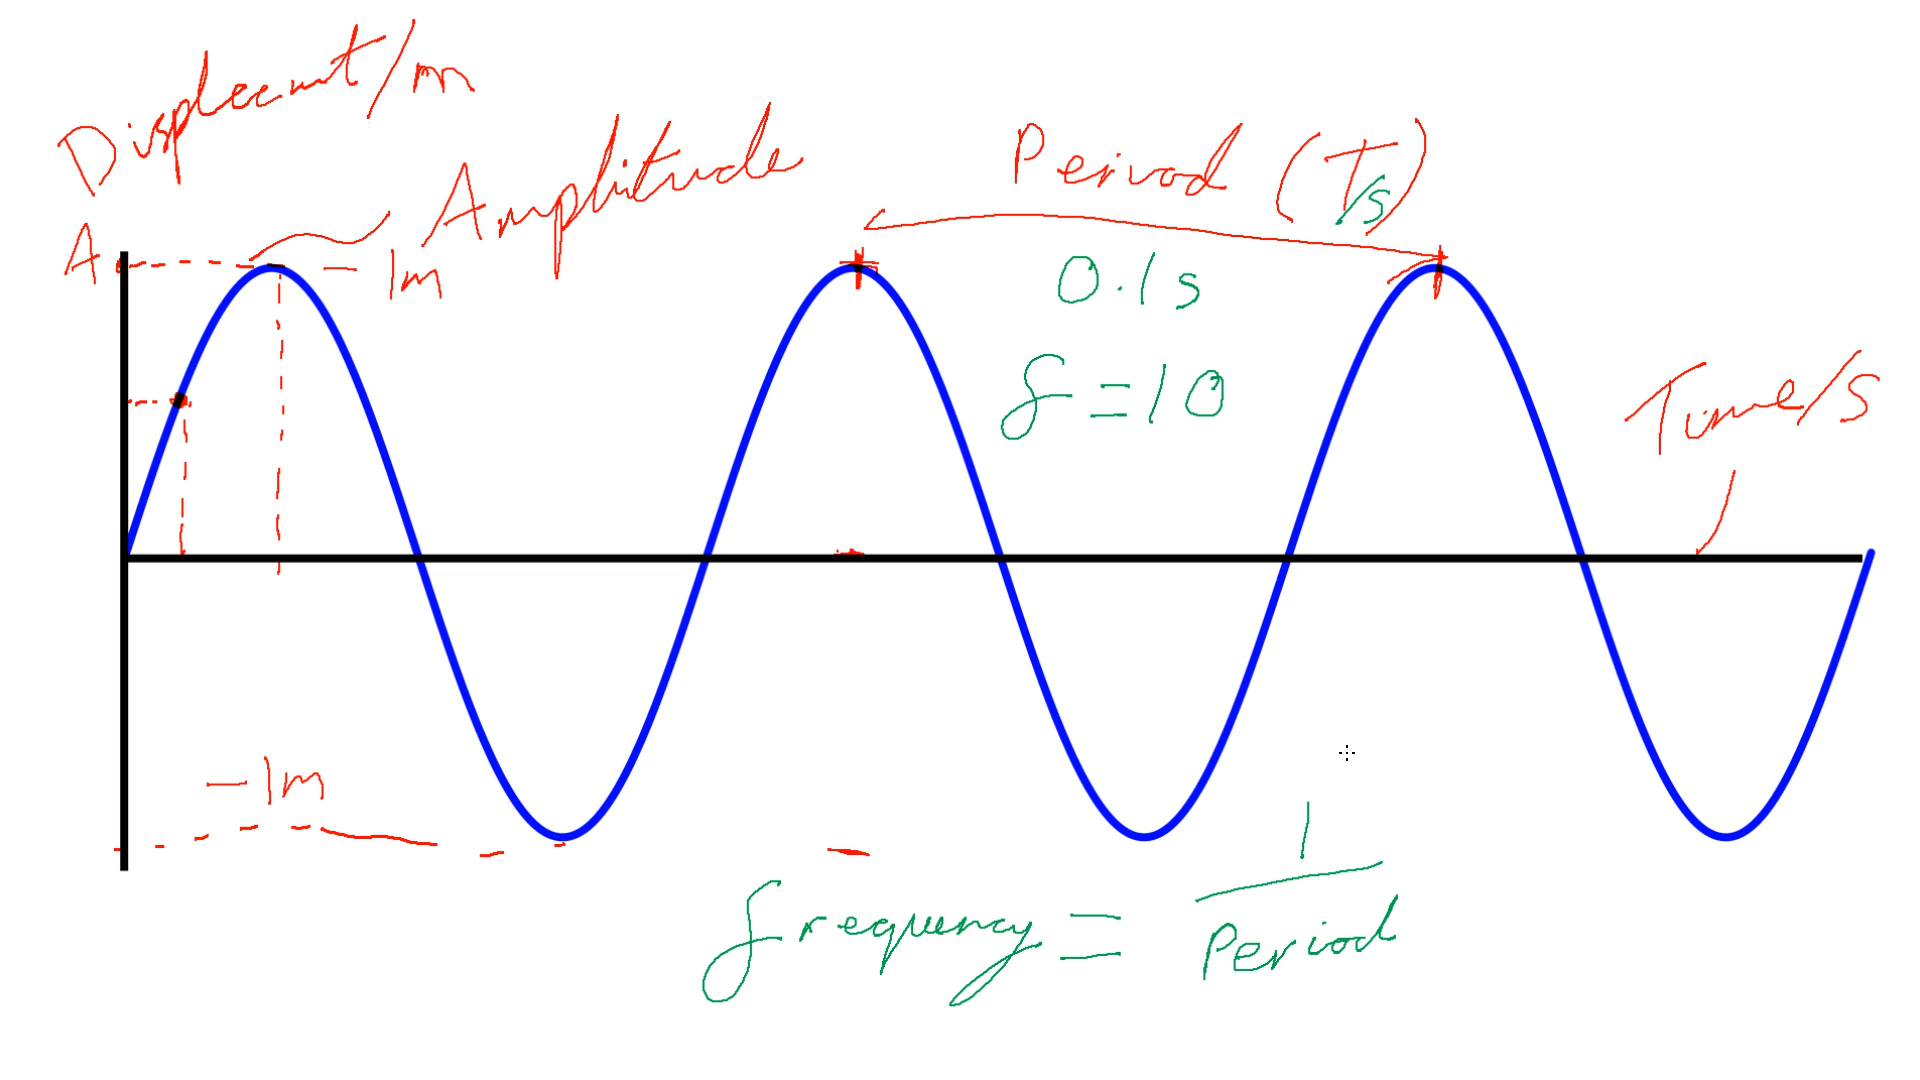 Displacemt/m
A
Amplitude
- 1m
Period (T/s)
0.1s
f = 10
Time/s
-1m
frequency = 1/Period